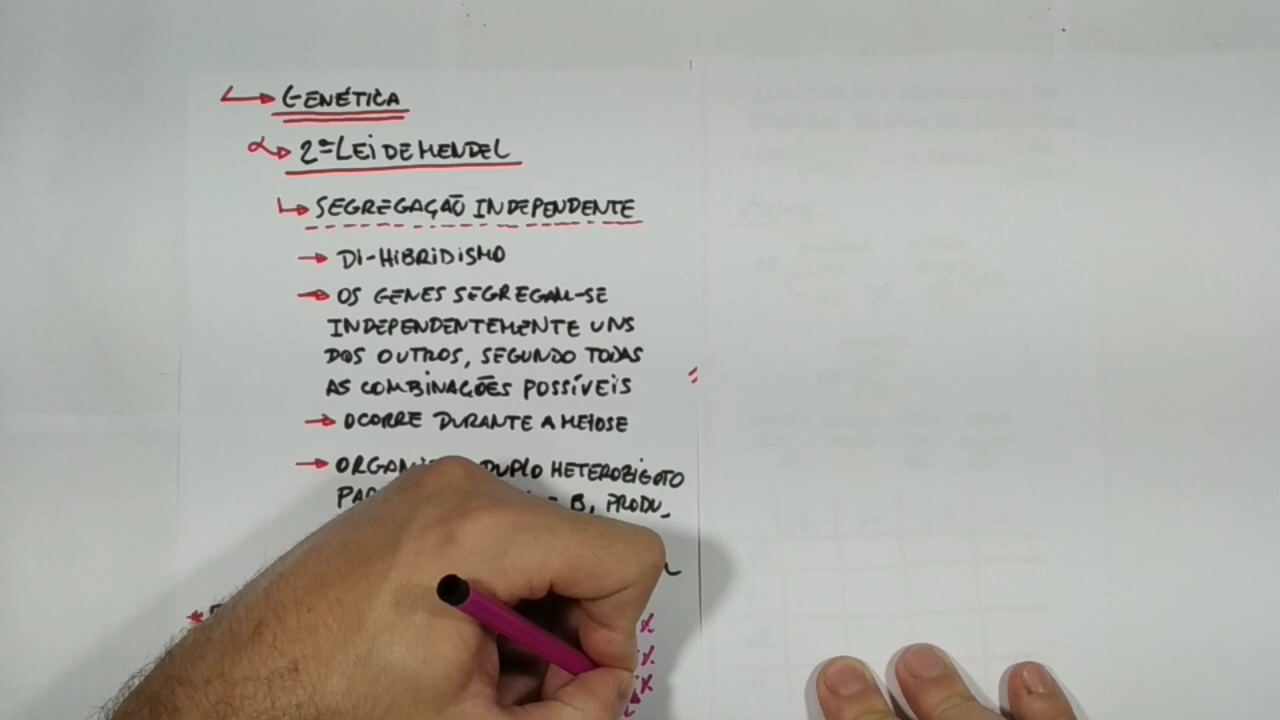 GENÉTICA
2ª LEI DE MENDEL
SEGREGAÇÃO INDEPENDENTE
DI-HIBRIDISMO
OS GENES SEGREGAM-SE
INDEPENDENTEMENTE UNS
DOS OUTROS, SEGUNDO TODAS
AS COMBINAÇÕES POSSÍVEIS
OCORRE DURANTE A MEIOSE
DUPLO HETEROZIGOTO
B, PRODU_